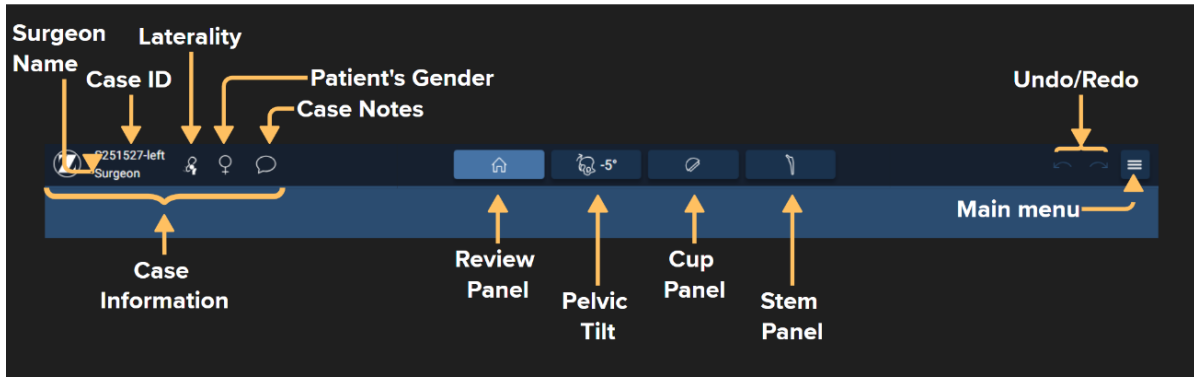 Surgeon
Name
Laterality
Case ID
Patient's Gender
Case Notes
Undo/Redo
251527-left
Surgeon
-5°
Main menu
Case
Information
Review
Panel
Pelvic
Tilt
Cup
Panel
Stem
Panel